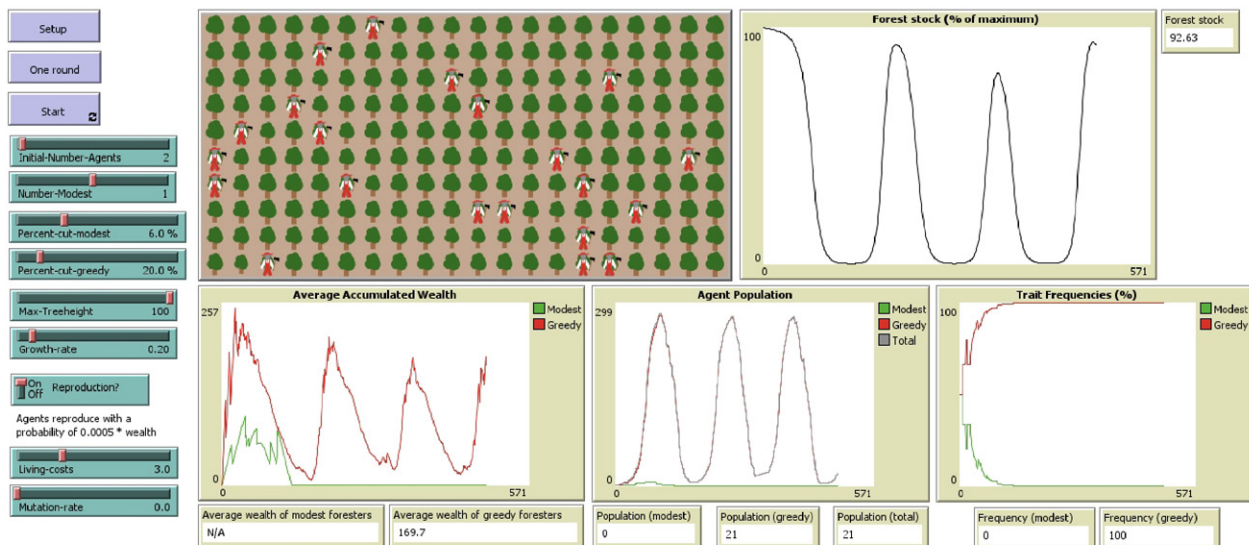 Setup
One round
Start
Initial-Number-Agents 2
Number-Modest 1
Percent-cut-modest 6.0 %
Percent-cut-greedy 20.0 %
Max-Treeheight 100
Growth-rate 0.20
On
Off
Reproduction?
Agents reproduce with a
probability of 0.0005 * wealth
Living-costs 3.0
Mutation-rate 0.0
Forest stock (% of maximum)
100
0
0 571
Forest stock
92.63
Average Accumulated Wealth
257
0
0 571
Modest
Greedy
Agent Population
299
0
0 571
Modest
Greedy
Total
Trait Frequencies (%)
100
0
0 571
Modest
Greedy
Average wealth of modest foresters
N/A
Average wealth of greedy foresters
169.7
Population (modest)
0
Population (greedy)
21
Population (total)
21
Frequency (modest)
0
Frequency (greedy)
100